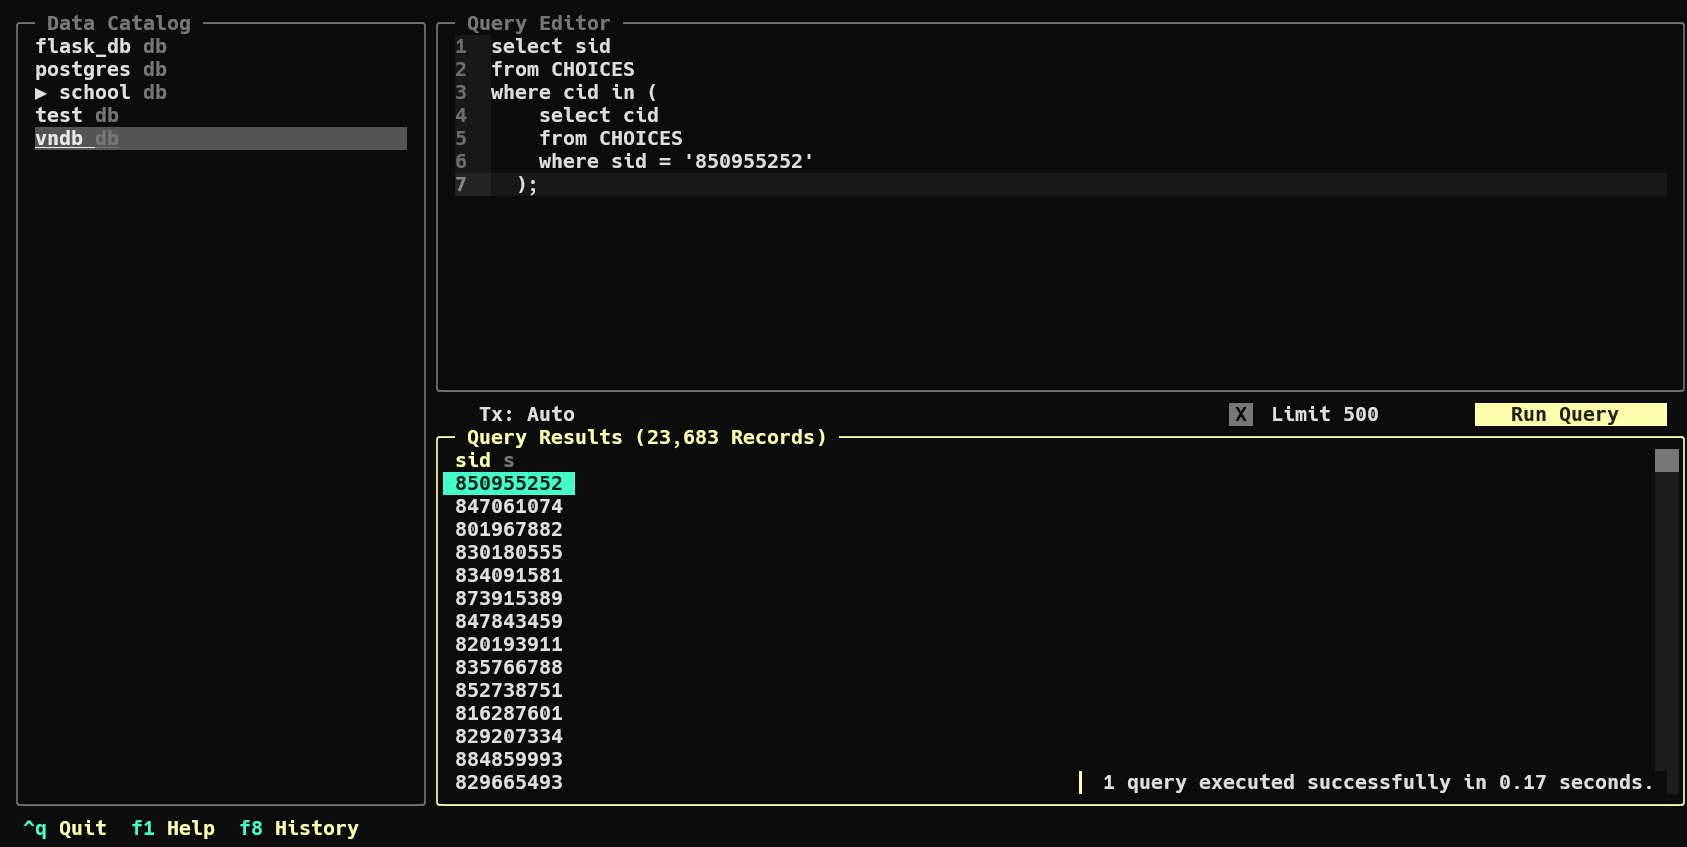 Data Catalog
flask_db db
postgres db
▶ school db
test db
vndb db
Query Editor
1 select sid
2 from CHOICES
3 where cid in (
4     select cid
5     from CHOICES
6     where sid = '850955252'
7   );
Tx: Auto
X Limit 500
Run Query
Query Results (23,683 Records)
sid s
850955252
847061074
801967882
830180555
834091581
873915389
847843459
820193911
835766788
852738751
816287601
829207334
884859993
829665493
1 query executed successfully in 0.17 seconds.
^q Quit  f1 Help  f8 History